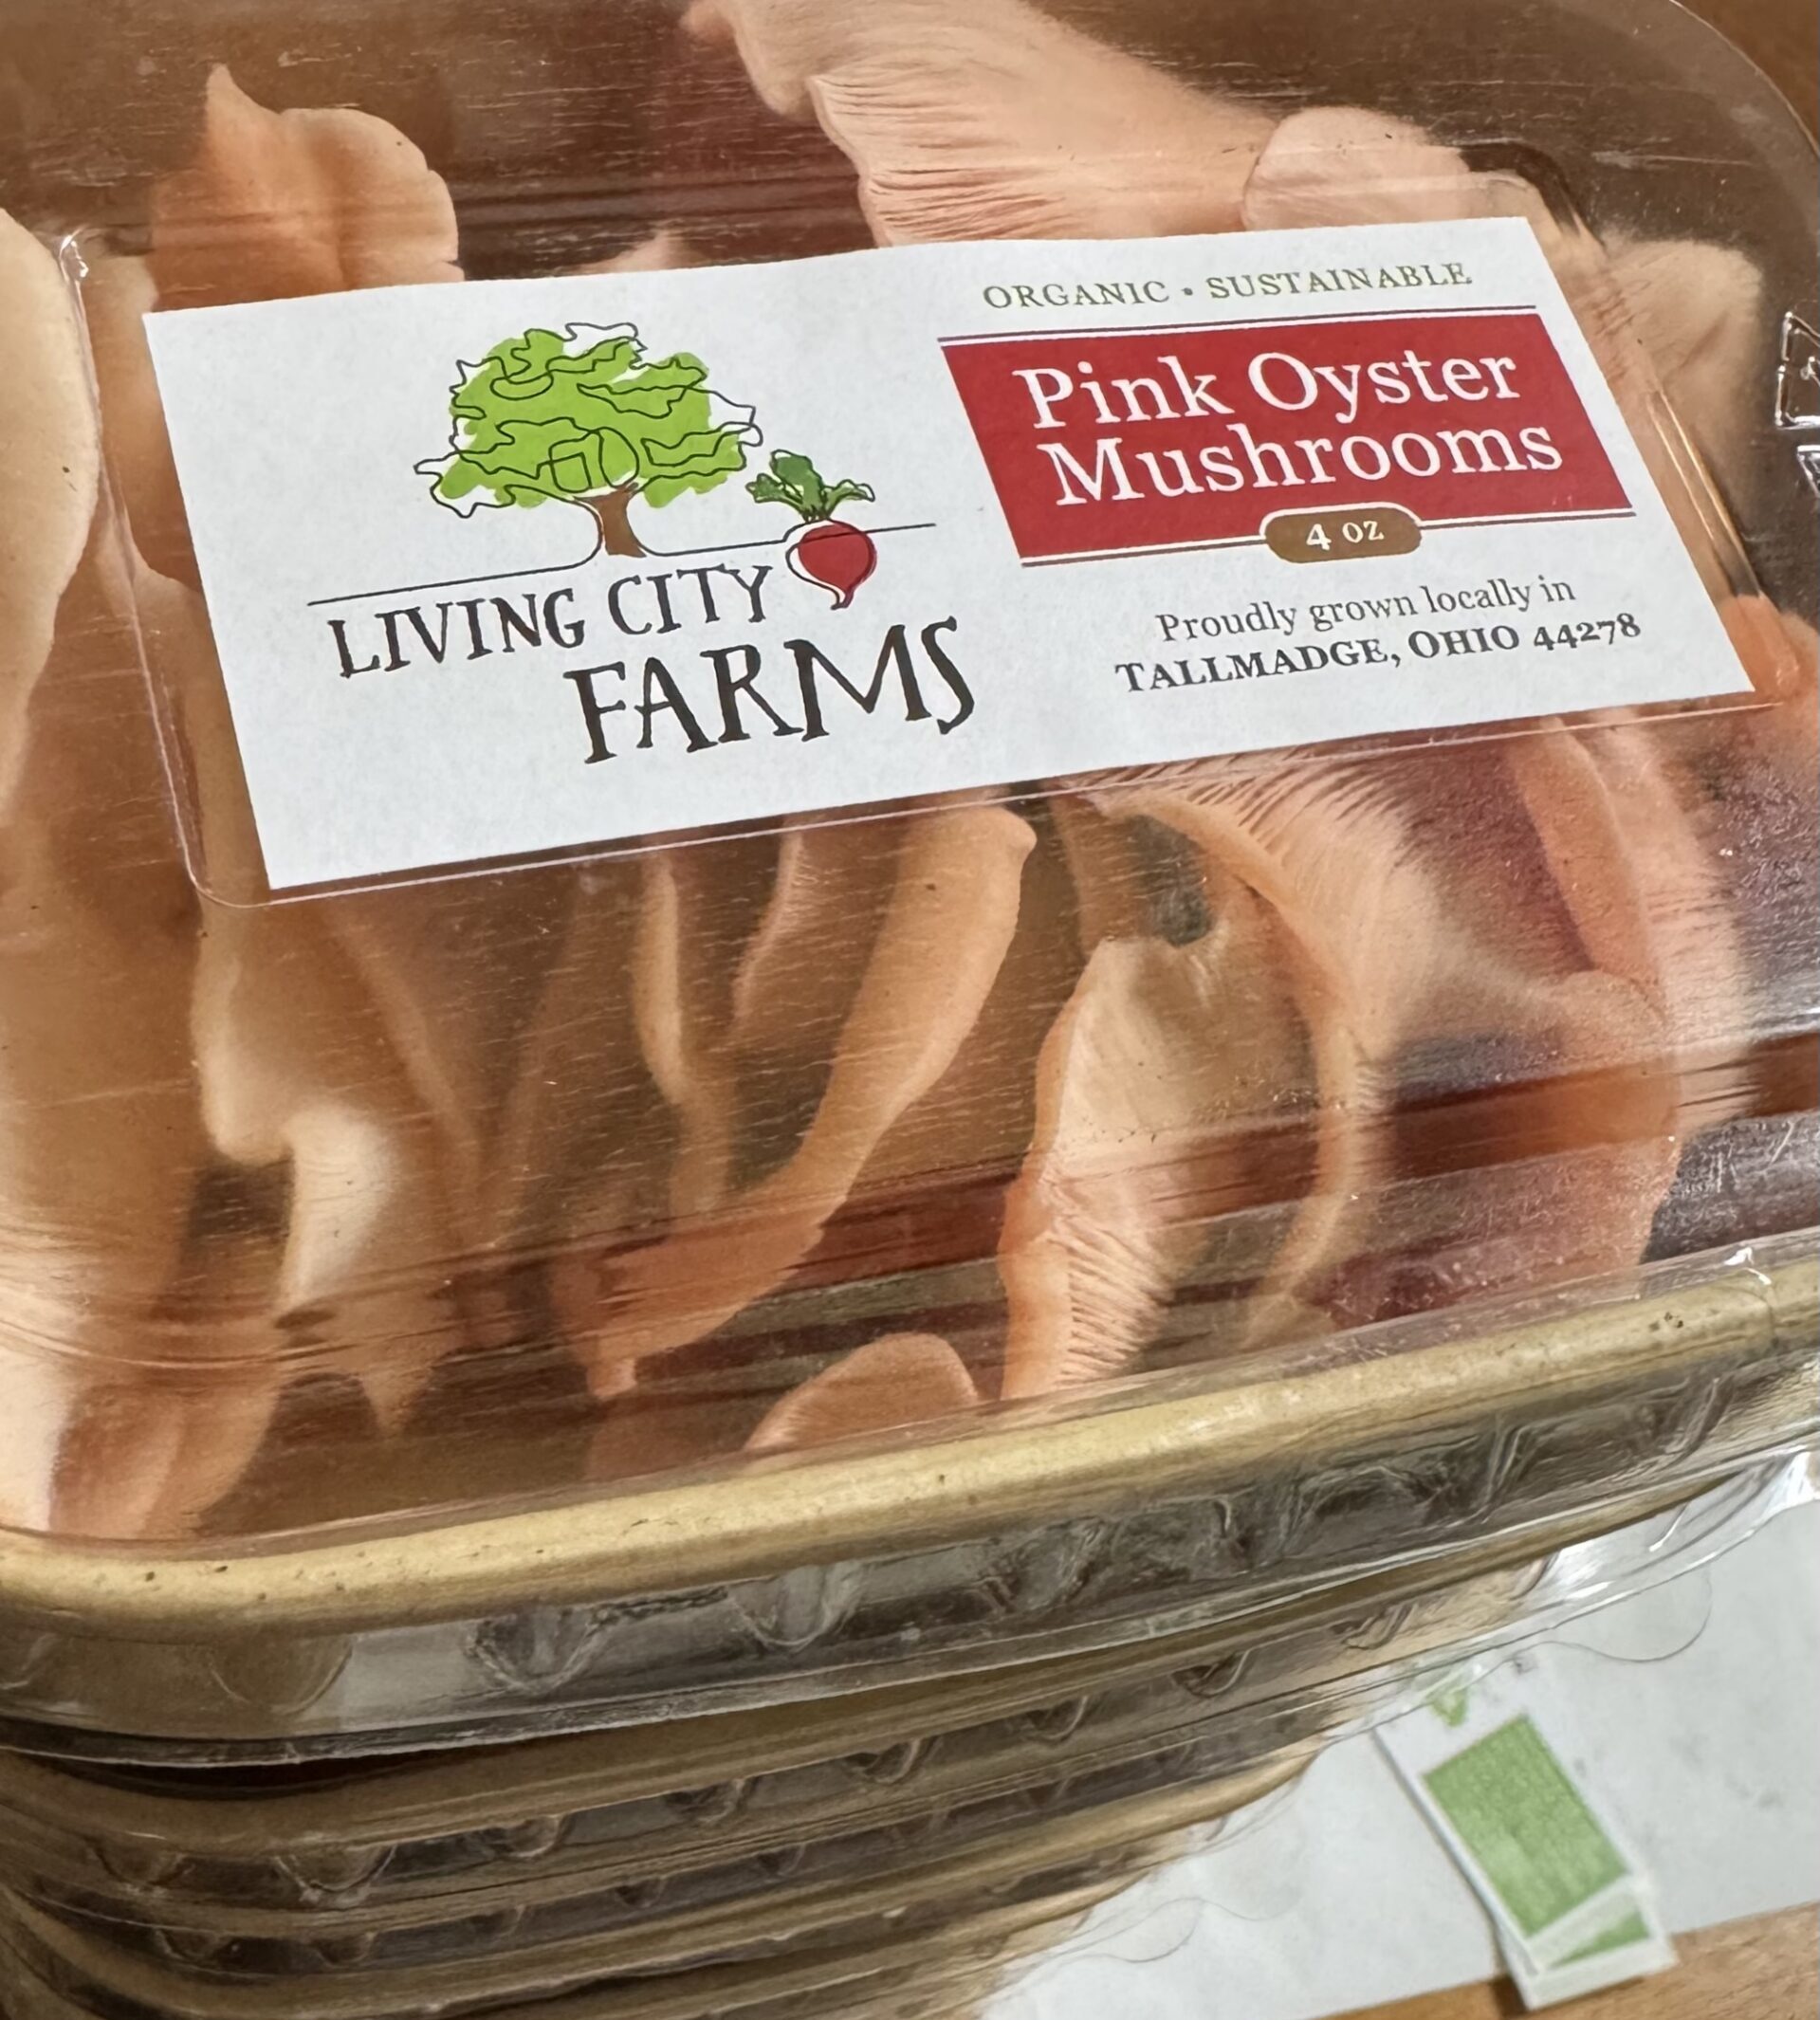 LIVING CITY
FARMS
ORGANIC • SUSTAINABLE
Pink Oyster
Mushrooms
4 oz
Proudly grown locally in
TALLMADGE, OHIO 44278